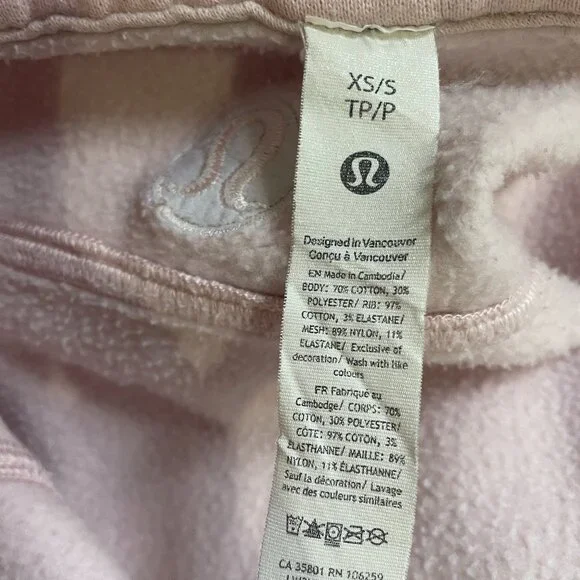 XS/S
TP/P
Designed in Vancouver
Conçu à Vancouver
EN Made in Cambodia/
BODY: 70% COTTON, 30%
POLYESTER/ RIB: 97%
COTTON, 3% ELASTANE/
MESH: 89% NYLON, 11%
ELASTANE/ Exclusive of
decoration/ Wash with like
colours
FR Fabrique au
Cambodge/ CORPS: 70%
COTON, 30% POLYESTER/
CÔTE: 97% COTON, 3%
ÉLASTHANNE/ MAILLE: 89%
NYLON, 11% ÉLASTHANNE/
Sauf la décoration/ Lavage
avec des couleurs similaires
CA 35801 RN 106259